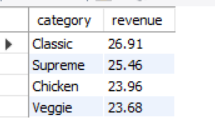 category revenue
Classic 26.91
Supreme 25.46
Chicken 23.96
Veggie 23.68